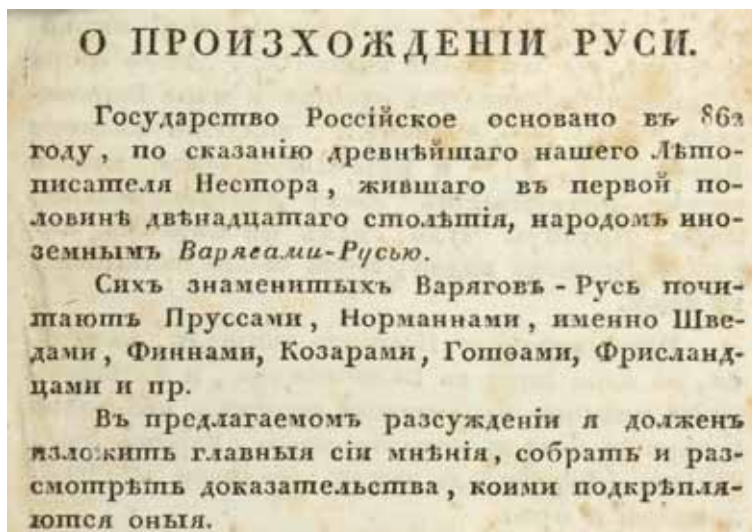 О ПРОИЗХОЖДЕНІИ РУСИ.
Государство Россійское основано въ 862
году, по сказанію древнѣйшаго нашего Лѣто-
писателя Нестора, жившаго въ первой по-
ловинѣ двѣнадцатаго столѣтія, народомъ ино-
земнымъ Варягами-Русью.
Сихъ знаменитыхъ Варяговъ - Русь почи-
таютъ Пруссами, Норманнами, именно Шве-
дами, Финнами, Козарами, Готѳами, Фрисланд-
цами и пр.
Въ предлагаемомъ разсужденіи я долженъ
изложить главныя сіи мнѣнія, собрать и раз-
смотрѣть доказательства, коими подкрѣпля-
ются оныя.